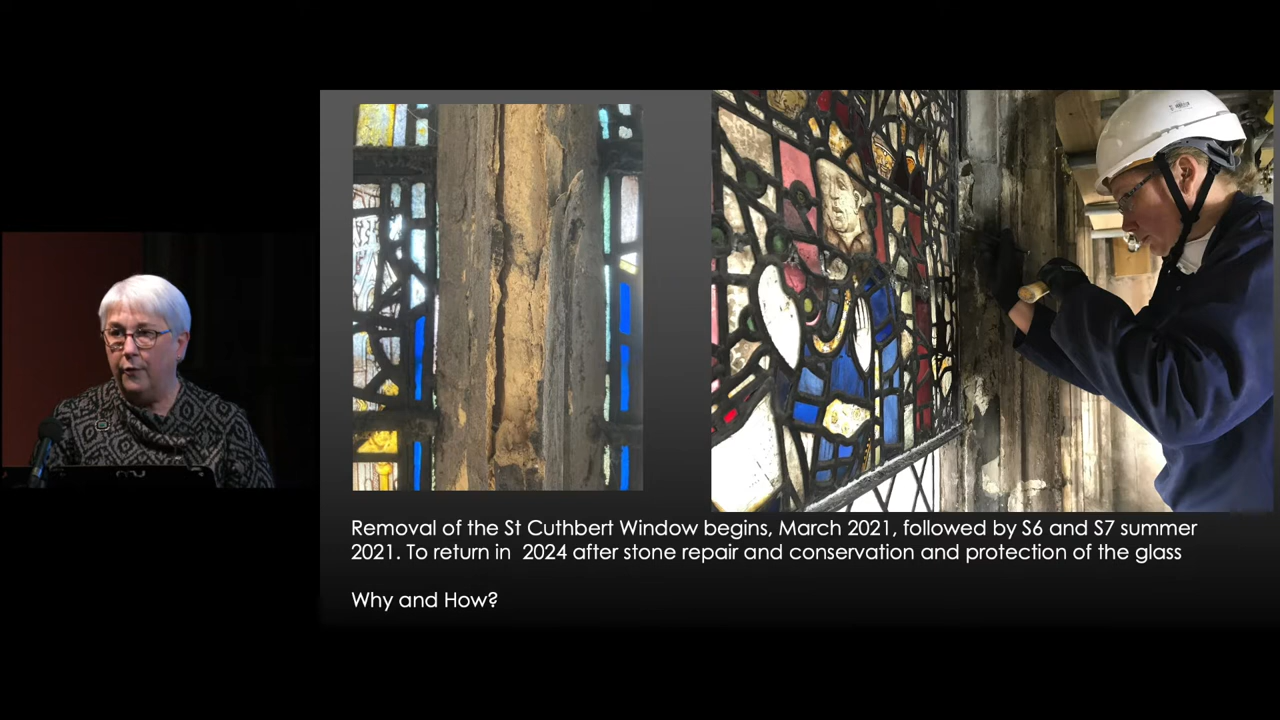 Removal of the St Cuthbert Window begins, March 2021, followed by S6 and S7 summer
2021. To return in 2024 after stone repair and conservation and protection of the glass
Why and How?